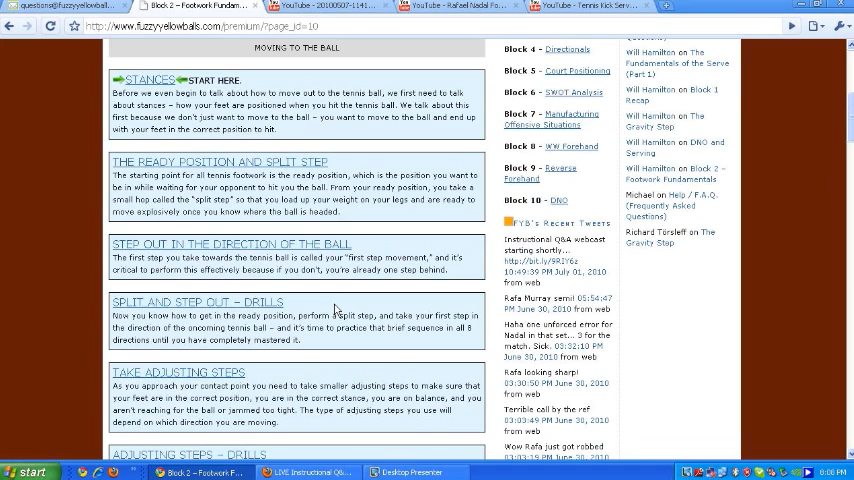 questions@fuzzyyellowball...
Block 2 – Footwork Fundam...
YouTube - 20100507-1141...
YouTube - Rafael Nadal Fo...
YouTube - Tennis Kick Serv...
http://www.fuzzyyellowballs.com/premium/?page_id=10
MOVING TO THE BALL
STANCES START HERE.
Before we even begin to talk about how to move out to the tennis ball, we first need to talk
about stances – how your feet are positioned when you hit the tennis ball. We talk about this
first because we don't just want to move to the ball – you want to move to the ball and end up
with your feet in the correct position to hit.
THE READY POSITION AND SPLIT STEP
The starting point for all tennis footwork is the ready position, which is the position you want to
be in while waiting for your opponent to hit you the ball. From your ready position, you take a
small hop called the "split step" so that you load up your weight on your legs and are ready to
move explosively once you know where the ball is headed.
STEP OUT IN THE DIRECTION OF THE BALL
The first step you take towards the tennis ball is called your "first step movement," and it's
critical to perform this effectively because if you don't, you're already one step behind.
SPLIT AND STEP OUT – DRILLS
Now you know how to get in the ready position, perform a split step, and take your first step in
the direction of the oncoming tennis ball – and it's time to practice that brief sequence in all 8
directions until you have completely mastered it.
TAKE ADJUSTING STEPS
As you approach your contact point you need to take smaller adjusting steps to make sure that
your feet are in the correct position, you are in the correct stance, you are on balance, and you
aren't reaching for the ball or jammed too tight. The type of adjusting steps you use will
depend on which direction you are moving.
ADJUSTING STEPS – DRILLS
Block 4 - Directionals
Block 5 - Court Positioning
Block 6 - SWOT Analysis
Block 7 - Manufacturing
Offensive Situations
Block 8 - WW Forehand
Block 9 - Reverse
Forehand
Block 10 - DNO
FYB's Recent Tweets
Instructional Q&A webcast
starting shortly...
http://bit.ly/9RIY6z
10:49:39 PM July 01, 2010
from web
Rafa Murray semi! 05:54:47
PM June 30, 2010 from web
Haha one unforced error for
Nadal in that set... 3 for the
match. Sick. 03:32:10 PM
June 30, 2010 from web
Rafa looking sharp!
03:30:50 PM June 30, 2010
from web
Terrible call by the ref
03:03:49 PM June 30, 2010
from web
Wow Rafa just got robbed
03:03:17 PM June 30, 2010
Questions)
Will Hamilton on The
Fundamentals of the Serve
(Part 1)
Will Hamilton on Block 1
Recap
Will Hamilton on The
Gravity Step
Will Hamilton on DNO and
Serving
Will Hamilton on Block 2 –
Footwork Fundamentals
Michael on Help / F.A.Q.
(Frequently Asked
Questions)
Richard Törsleff on The
Gravity Step
start
Block 2 – Footwork F...
LIVE Instructional Q&...
Desktop Presenter
8:06 PM